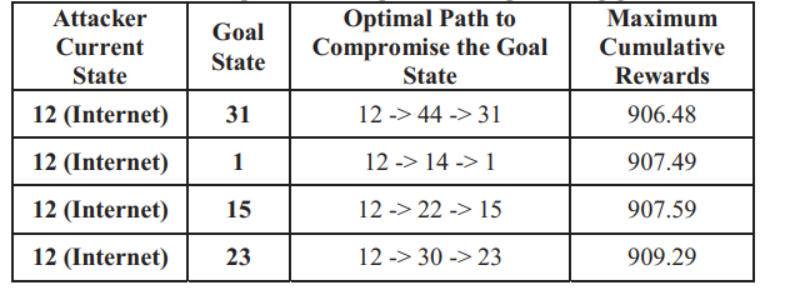 Attacker Current State | Goal State | Optimal Path to Compromise the Goal State | Maximum Cumulative Rewards
12 (Internet) | 31 | 12 -> 44 -> 31 | 906.48
12 (Internet) | 1 | 12 -> 14 -> 1 | 907.49
12 (Internet) | 15 | 12 -> 22 -> 15 | 907.59
12 (Internet) | 23 | 12 -> 30 -> 23 | 909.29